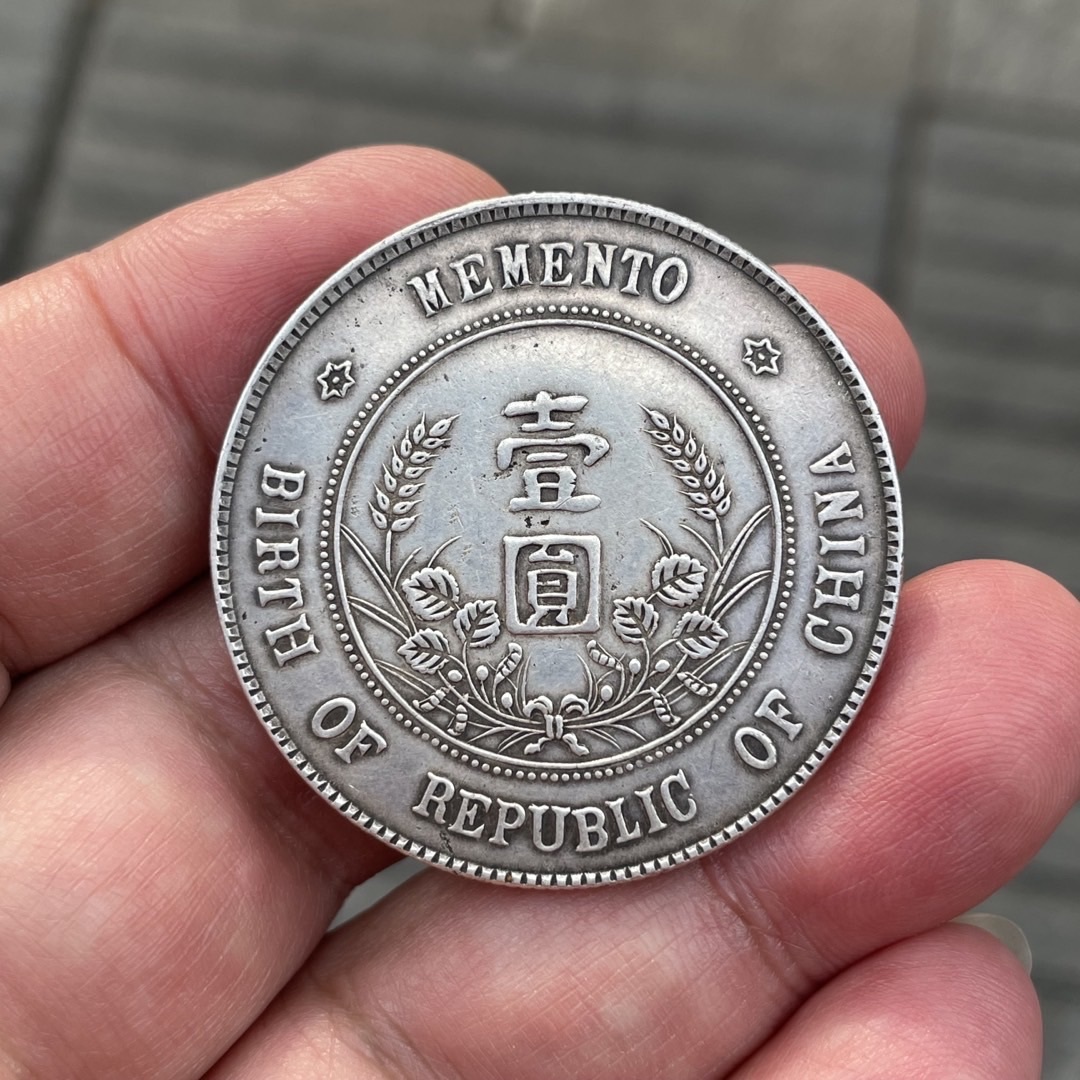 MEMENTO
壹
圓
BIRTH OF REPUBLIC OF CHINA